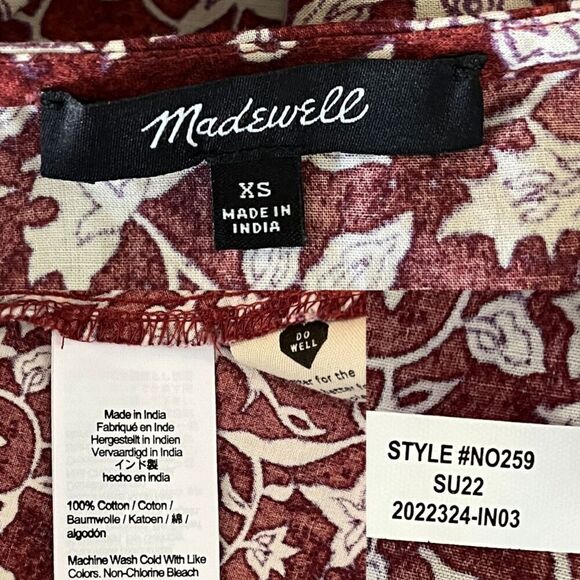 Madewell
XS
MADE IN
INDIA
DO
WELL
for the
Made in India
Fabriqué en Inde
Hergestellt in Indien
Vervaardigd in India
インド製
hecho en india
100% Cotton / Coton /
Baumwolle / Katoen / 綿 /
algodón
Machine Wash Cold With Like
Colors. Non-Chlorine Bleach
STYLE #NO259
SU22
2022324-IN03